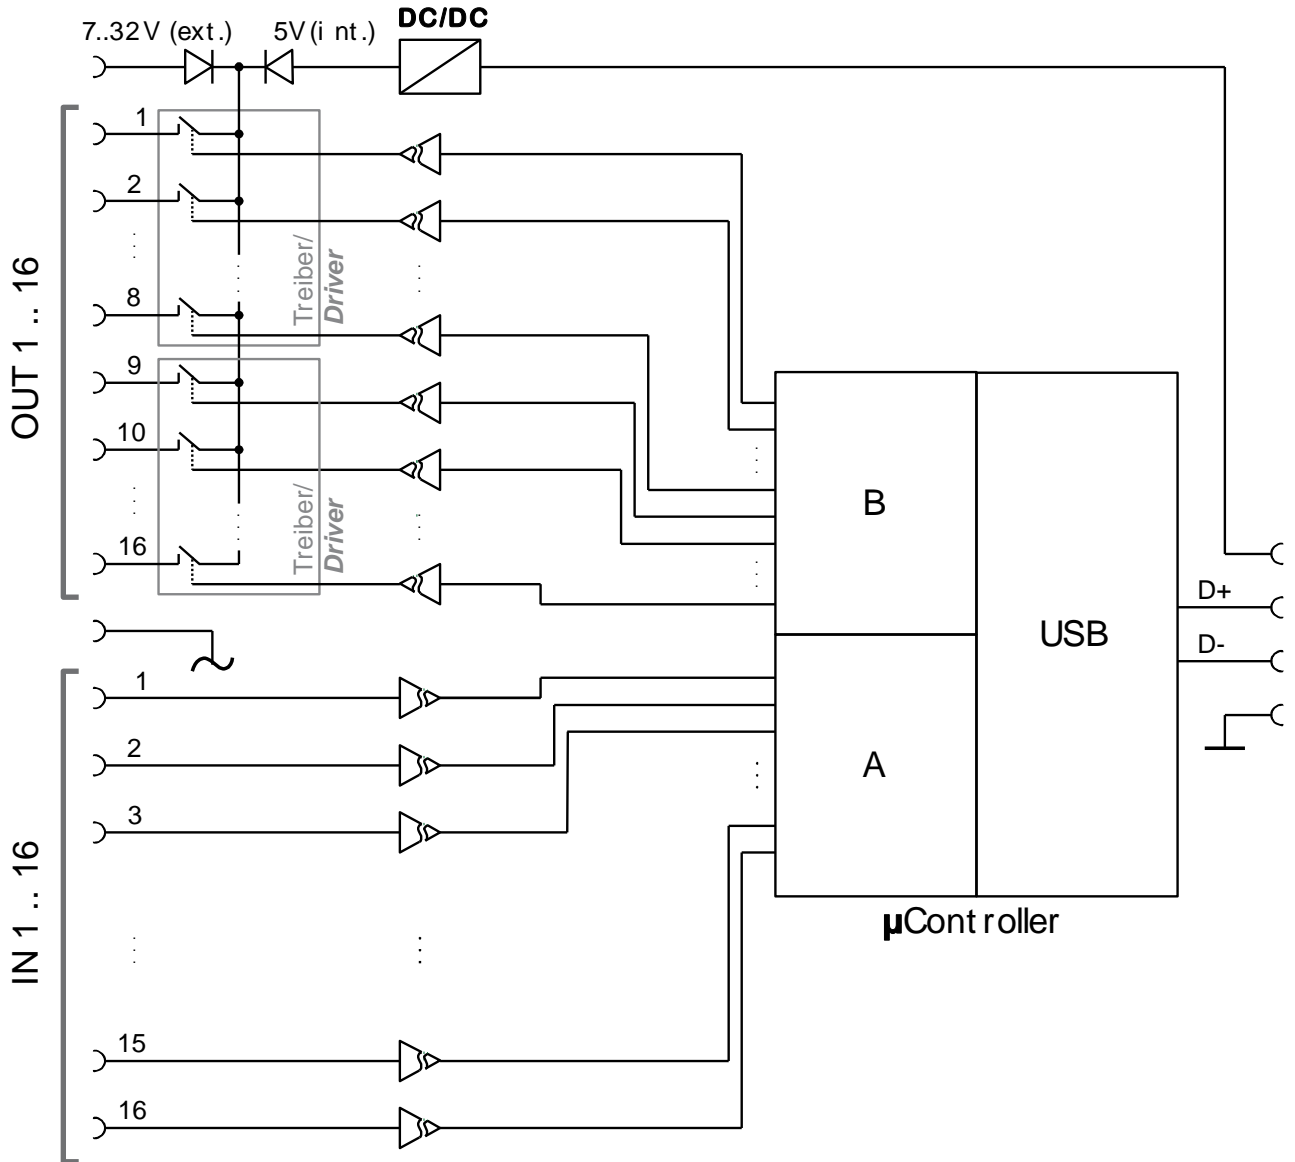 DC/DC
7..32V (ext.) 5V(int.)
1
2
8
Treiber/
Driver
9
10
16
Treiber/
Driver
OUT 1 .. 16
1
2
3
15
16
IN 1 .. 16
B
A
USB
µController
D+
D-